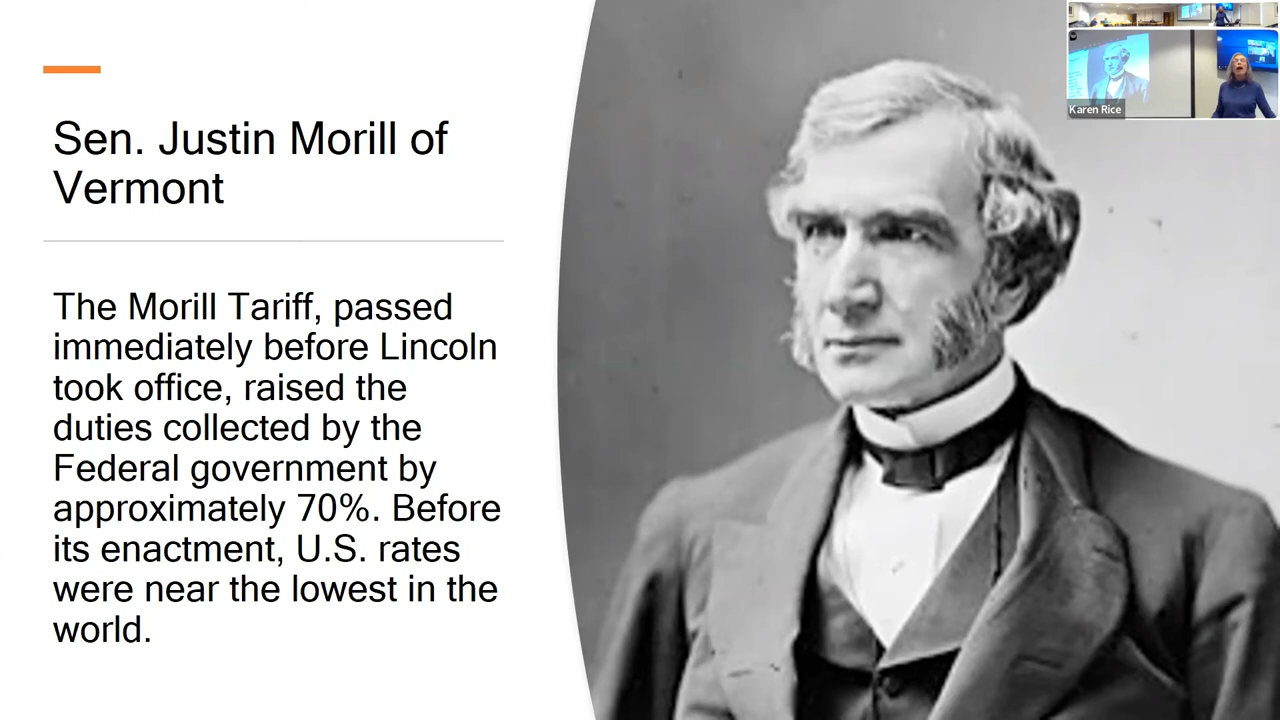 Sen. Justin Morill of
Vermont
The Morill Tariff, passed
immediately before Lincoln
took office, raised the
duties collected by the
Federal government by
approximately 70%. Before
its enactment, U.S. rates
were near the lowest in the
world.
Karen Rice